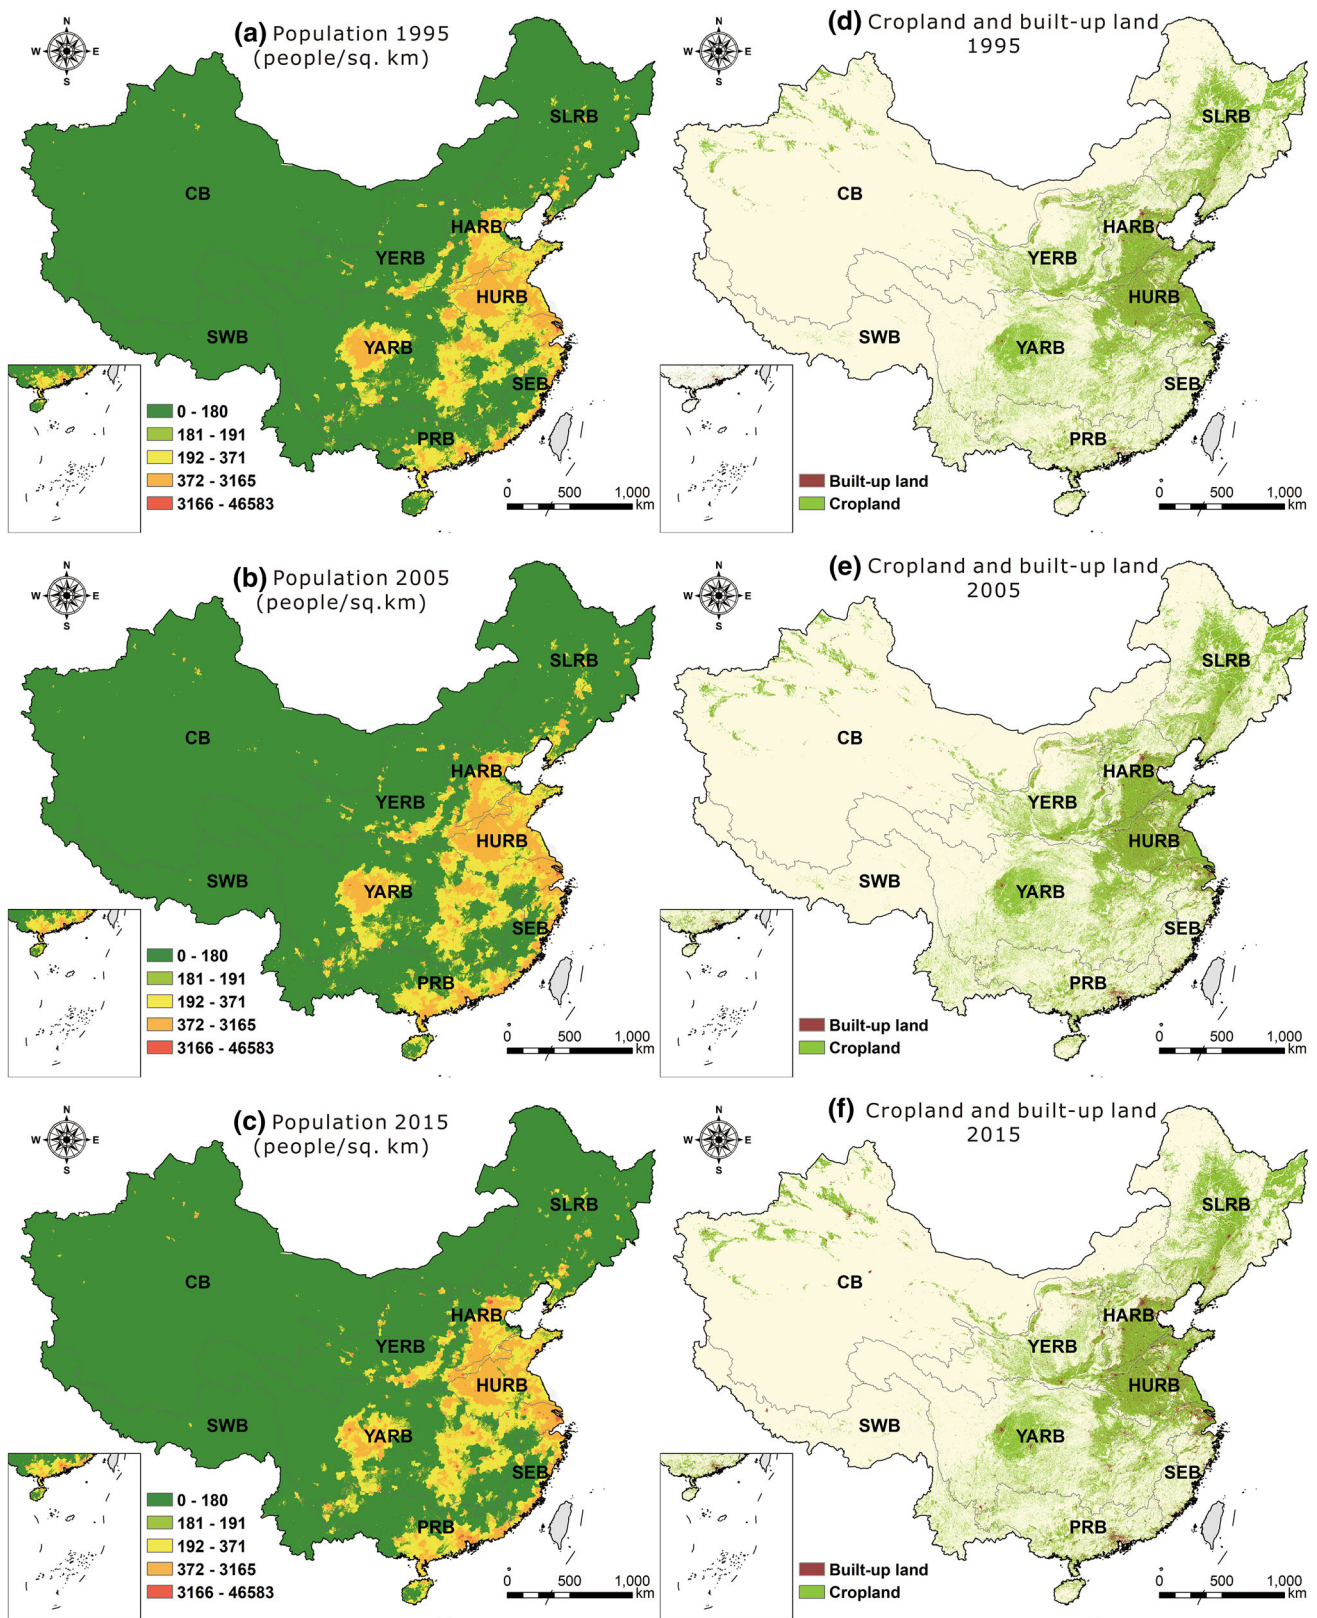 (a) Population 1995
(people/sq. km)
N
W E
S
SLRB
CB
HARB
YERB
HURB
SWB
YARB
SEB
PRB
0 - 180
181 - 191
192 - 371
372 - 3165
3166 - 46583
0 500 1,000
km
(d) Cropland and built-up land
1995
N
W E
S
SLRB
CB
HARB
YERB
HURB
SWB
YARB
SEB
PRB
Built-up land
Cropland
0 500 1,000
km
(b) Population 2005
(people/sq.km)
N
W E
S
SLRB
CB
HARB
YERB
HURB
SWB
YARB
SEB
PRB
0 - 180
181 - 191
192 - 371
372 - 3165
3166 - 46583
0 500 1,000
km
(e) Cropland and built-up land
2005
N
W E
S
SLRB
CB
HARB
YERB
HURB
SWB
YARB
SEB
PRB
Built-up land
Cropland
0 500 1,000
km
(c) Population 2015
(people/sq. km)
N
W E
S
SLRB
CB
HARB
YERB
HURB
SWB
YARB
SEB
PRB
0 - 180
181 - 191
192 - 371
372 - 3165
3166 - 46583
0 500 1,000
km
(f) Cropland and built-up land
2015
N
W E
S
SLRB
CB
HARB
YERB
HURB
SWB
YARB
SEB
PRB
Built-up land
Cropland
0 500 1,000
km